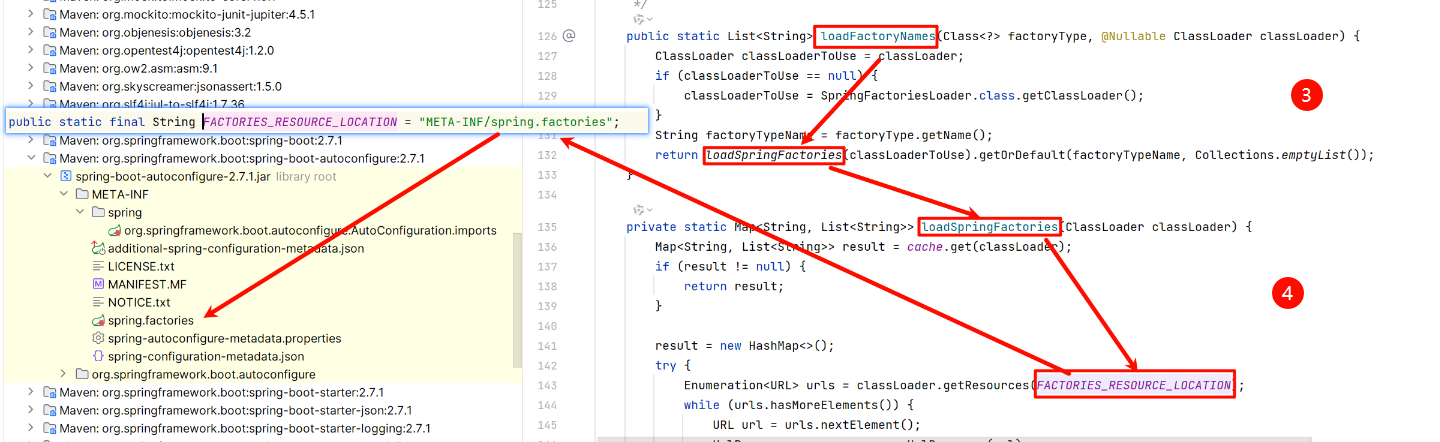 Maven: org.mockito:mockito-junit-jupiter:4.5.1
Maven: org.objenesis:objenesis:3.2
Maven: org.opentest4j:opentest4j:1.2.0
Maven: org.ow2.asm:asm:9.1
Maven: org.skyscreamer:jsonassert:1.5.0
Maven: org.slf4j:jul-to-slf4j:1.7.36
public static final String FACTORIES_RESOURCE_LOCATION = "META-INF/spring.factories";
Maven: org.springframework.boot:spring-boot:2.7.1
Maven: org.springframework.boot:spring-boot-autoconfigure:2.7.1
spring-boot-autoconfigure-2.7.1.jar library root
META-INF
spring
org.springframework.boot.autoconfigure.AutoConfiguration.imports
additional-spring-configuration-metadata.json
LICENSE.txt
MANIFEST.MF
NOTICE.txt
spring.factories
spring-autoconfigure-metadata.properties
spring-configuration-metadata.json
org.springframework.boot.autoconfigure
Maven: org.springframework.boot:spring-boot-starter:2.7.1
Maven: org.springframework.boot:spring-boot-starter-json:2.7.1
Maven: org.springframework.boot:spring-boot-starter-logging:2.7.1
125 */
126 @ public static List<String> loadFactoryNames(Class<?> factoryType, @Nullable ClassLoader classLoader) {
127 ClassLoader classLoaderToUse = classLoader;
128 if (classLoaderToUse == null) {
129 classLoaderToUse = SpringFactoriesLoader.class.getClassLoader();
}
131 String factoryTypeName = factoryType.getName();
132 return loadSpringFactories(classLoaderToUse).getOrDefault(factoryTypeName, Collections.emptyList());
133 }
134
135 private static Map<String, List<String>> loadSpringFactories(ClassLoader classLoader) {
136 Map<String, List<String>> result = cache.get(classLoader);
137 if (result != null) {
138 return result;
139 }
140
141 result = new HashMap<>();
142 try {
143 Enumeration<URL> urls = classLoader.getResources(FACTORIES_RESOURCE_LOCATION);
144 while (urls.hasMoreElements()) {
145 URL url = urls.nextElement();
3
4